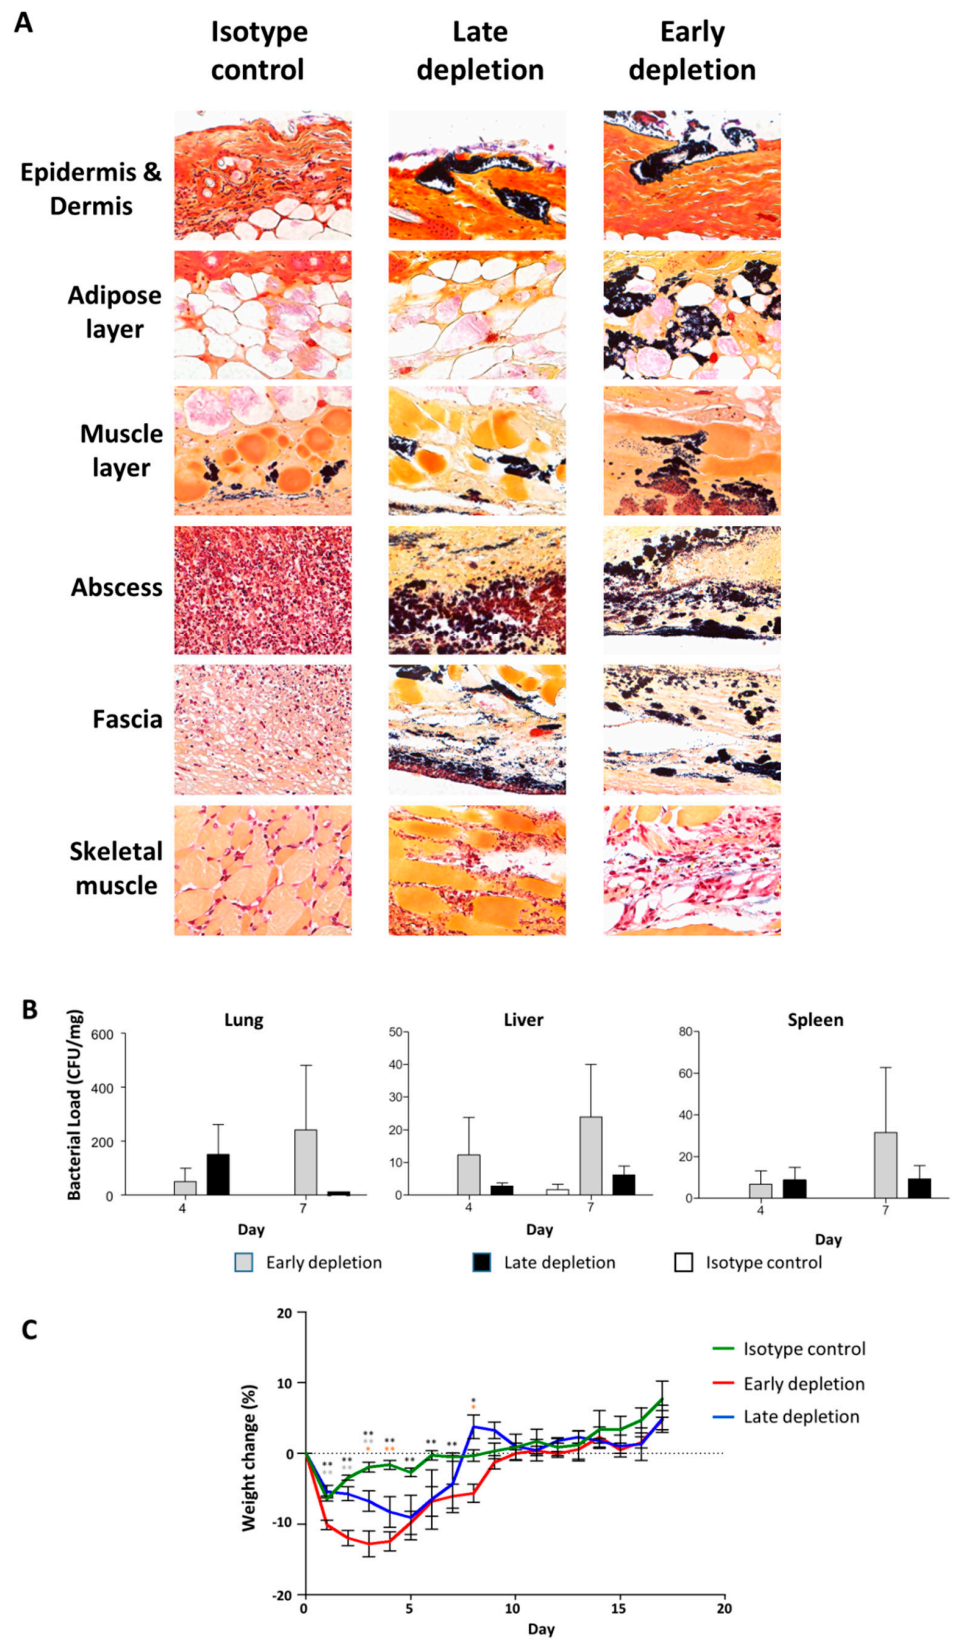 A
Isotype control
Late depletion
Early depletion
Epidermis & Dermis
Adipose layer
Muscle layer
Abscess
Fascia
Skeletal muscle
B
Lung
Liver
Spleen
Bacterial Load (CFU/mg)
600
400
200
0
4
7
Day
50
40
30
20
10
0
4
7
Day
80
60
40
20
0
4
7
Day
Early depletion
Late depletion
Isotype control
C
Weight change (%)
20
10
0
-10
-20
0
5
10
15
20
Day
** ** ** ** ** ** ** *
** ** ** ** *
* 
Isotype control
Early depletion
Late depletion